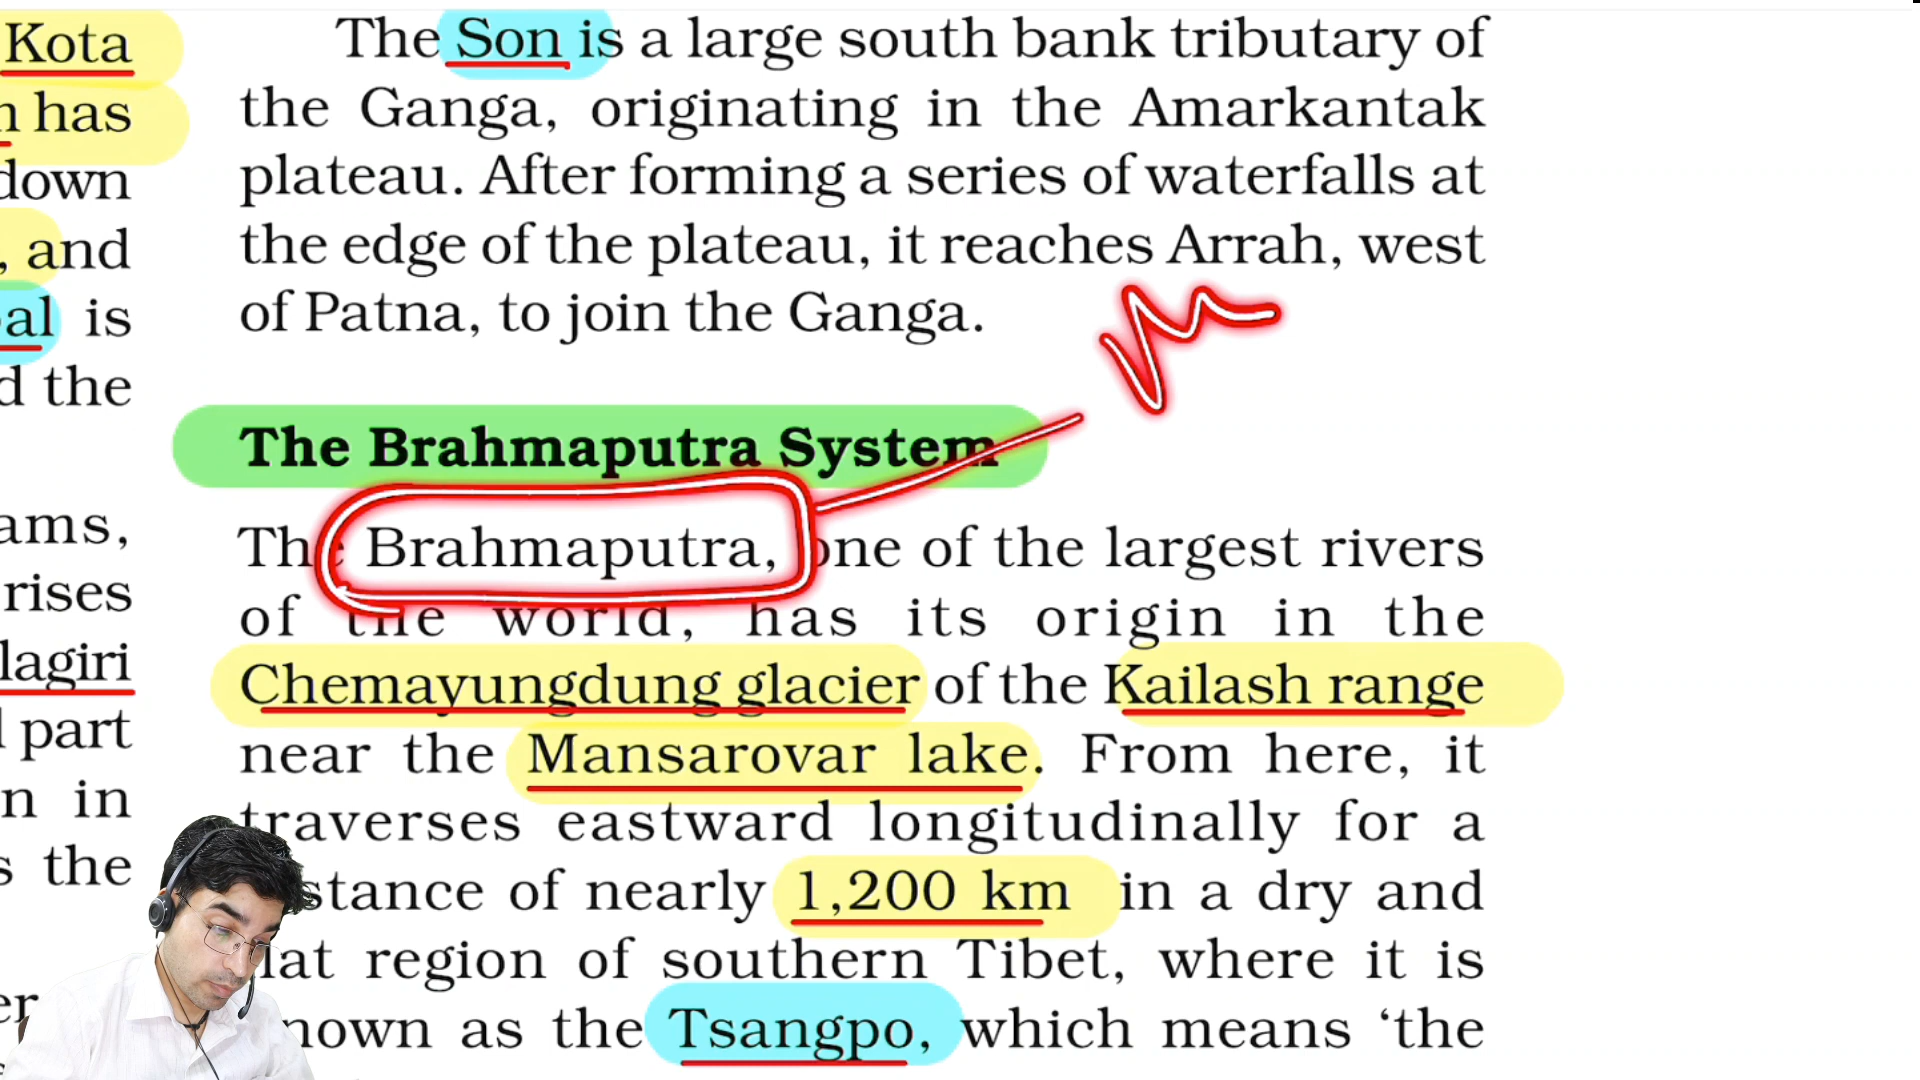 Kota
has
down
, and
al is
d the
ams,
rises
lagiri
l part
n in
s the
er
The Son is a large south bank tributary of
the Ganga, originating in the Amarkantak
plateau. After forming a series of waterfalls at
the edge of the plateau, it reaches Arrah, west
of Patna, to join the Ganga.
The Brahmaputra System
The Brahmaputra, one of the largest rivers
of the world, has its origin in the
Chemayungdung glacier of the Kailash range
near the Mansarovar lake. From here, it
traverses eastward longitudinally for a
stance of nearly 1,200 km in a dry and
lat region of southern Tibet, where it is
nown as the Tsangpo, which means ‘the